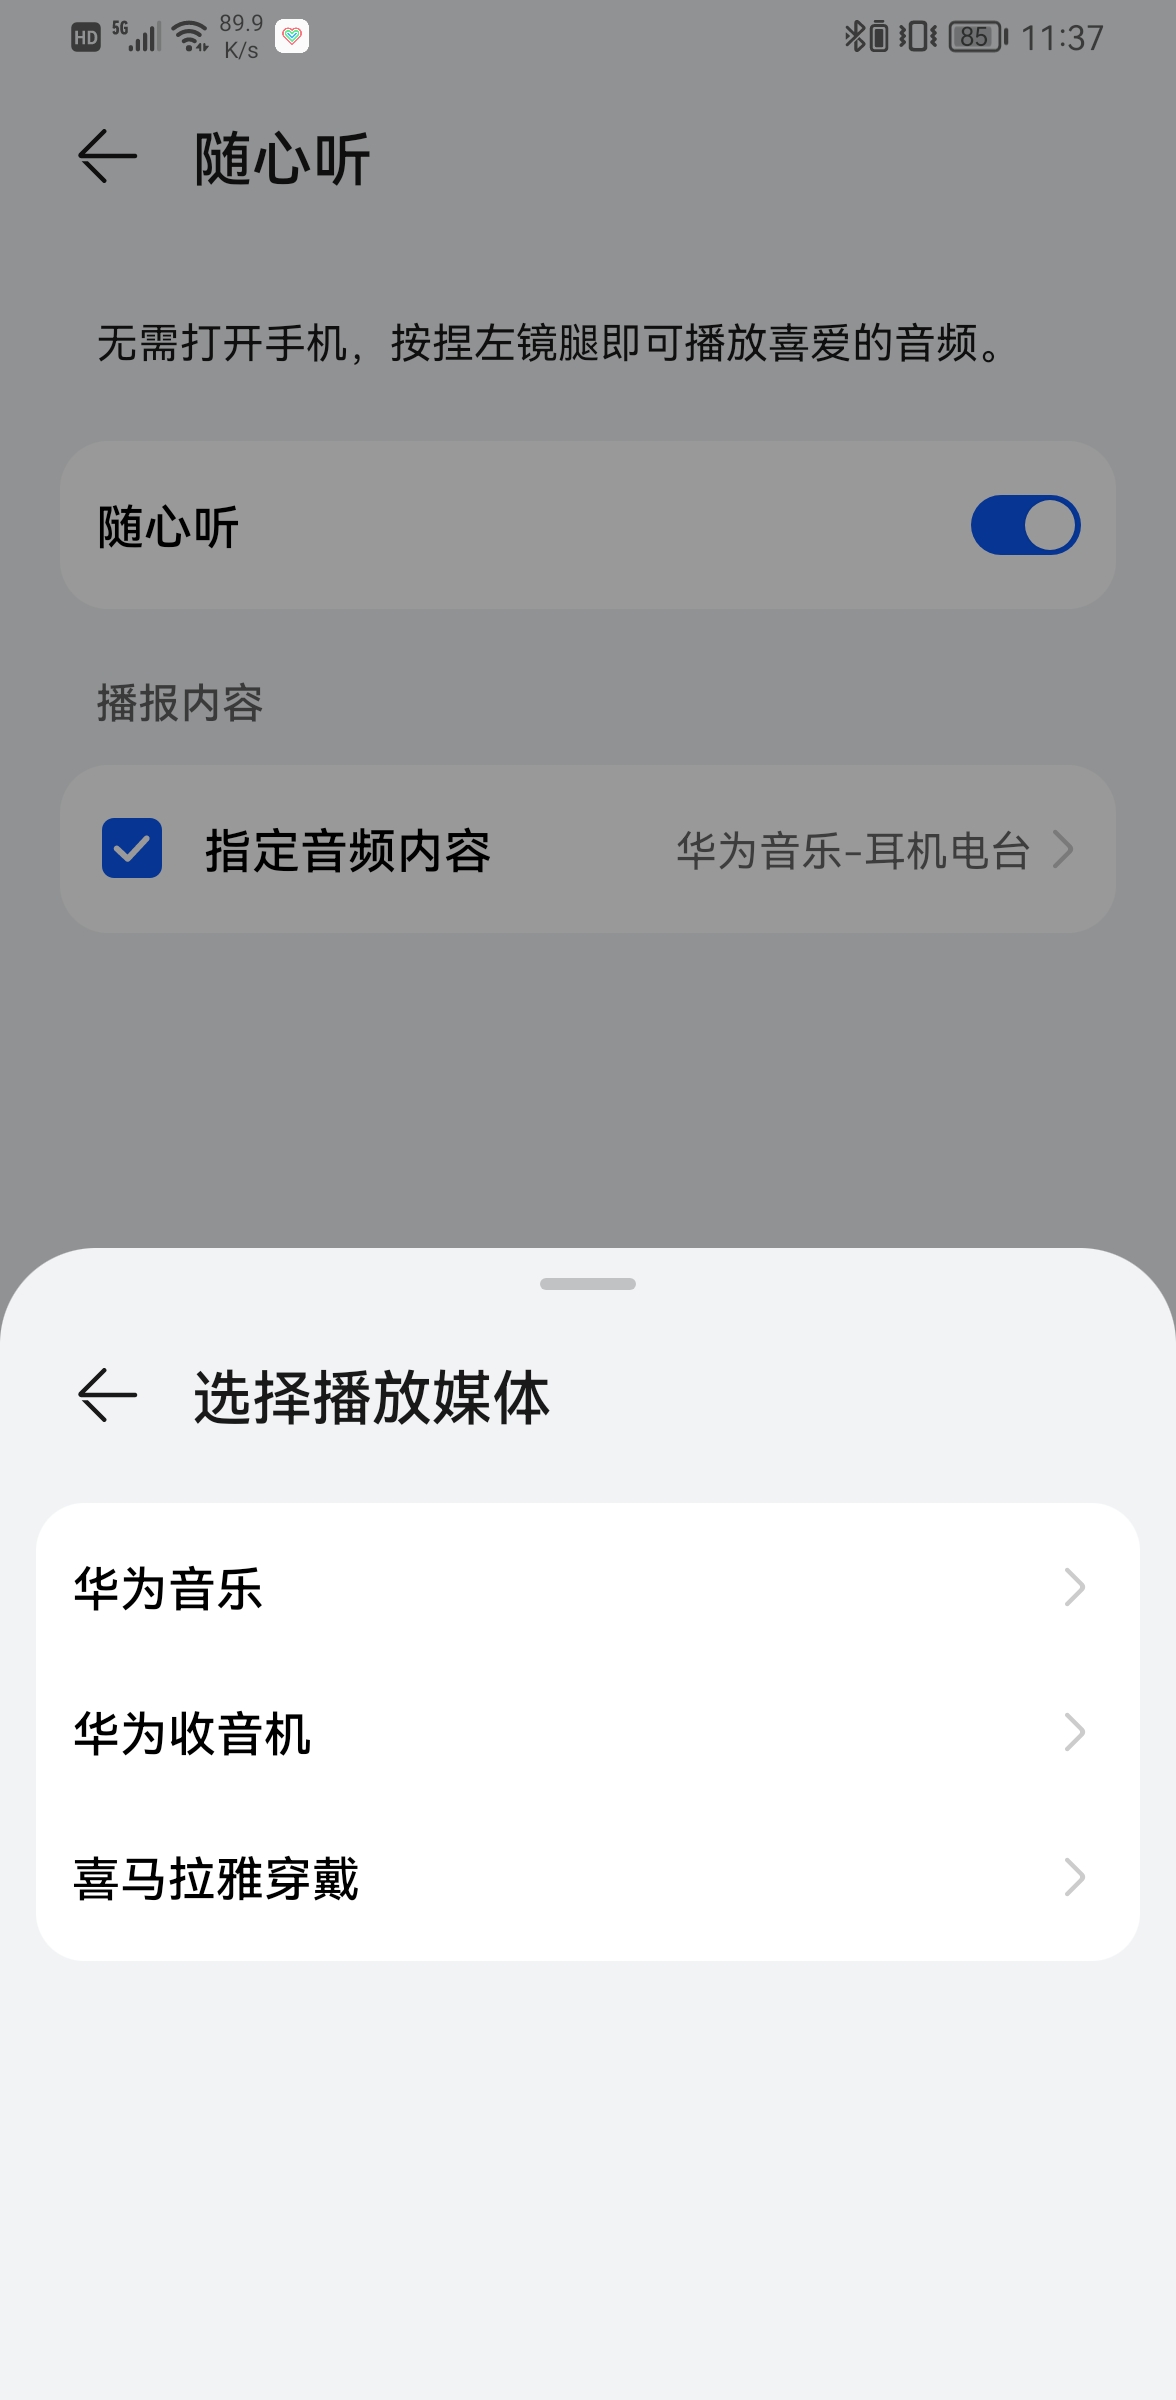 HD 5G 89.9 K/s 85 11:37
随心听
无需打开手机，按捏左镜腿即可播放喜爱的音频。
随心听
播报内容
指定音频内容 华为音乐-耳机电台
选择播放媒体
华为音乐
华为收音机
喜马拉雅穿戴